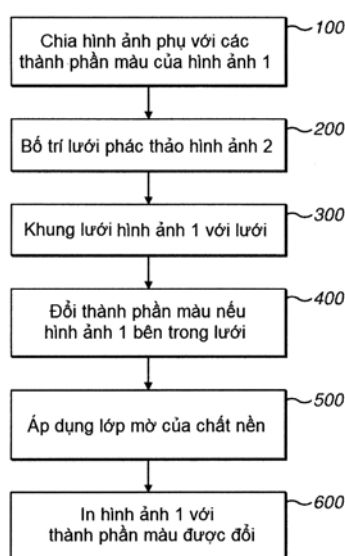 100
Chia hình ảnh phụ với các
thành phần màu của hình ảnh 1
200
Bố trí lưới phác thảo hình ảnh 2
300
Khung lưới hình ảnh 1 với lưới
400
Đổi thành phần màu nếu
hình ảnh 1 bên trong lưới
500
Áp dụng lớp mờ của chất nền
600
In hình ảnh 1 với
thành phần màu được đổi